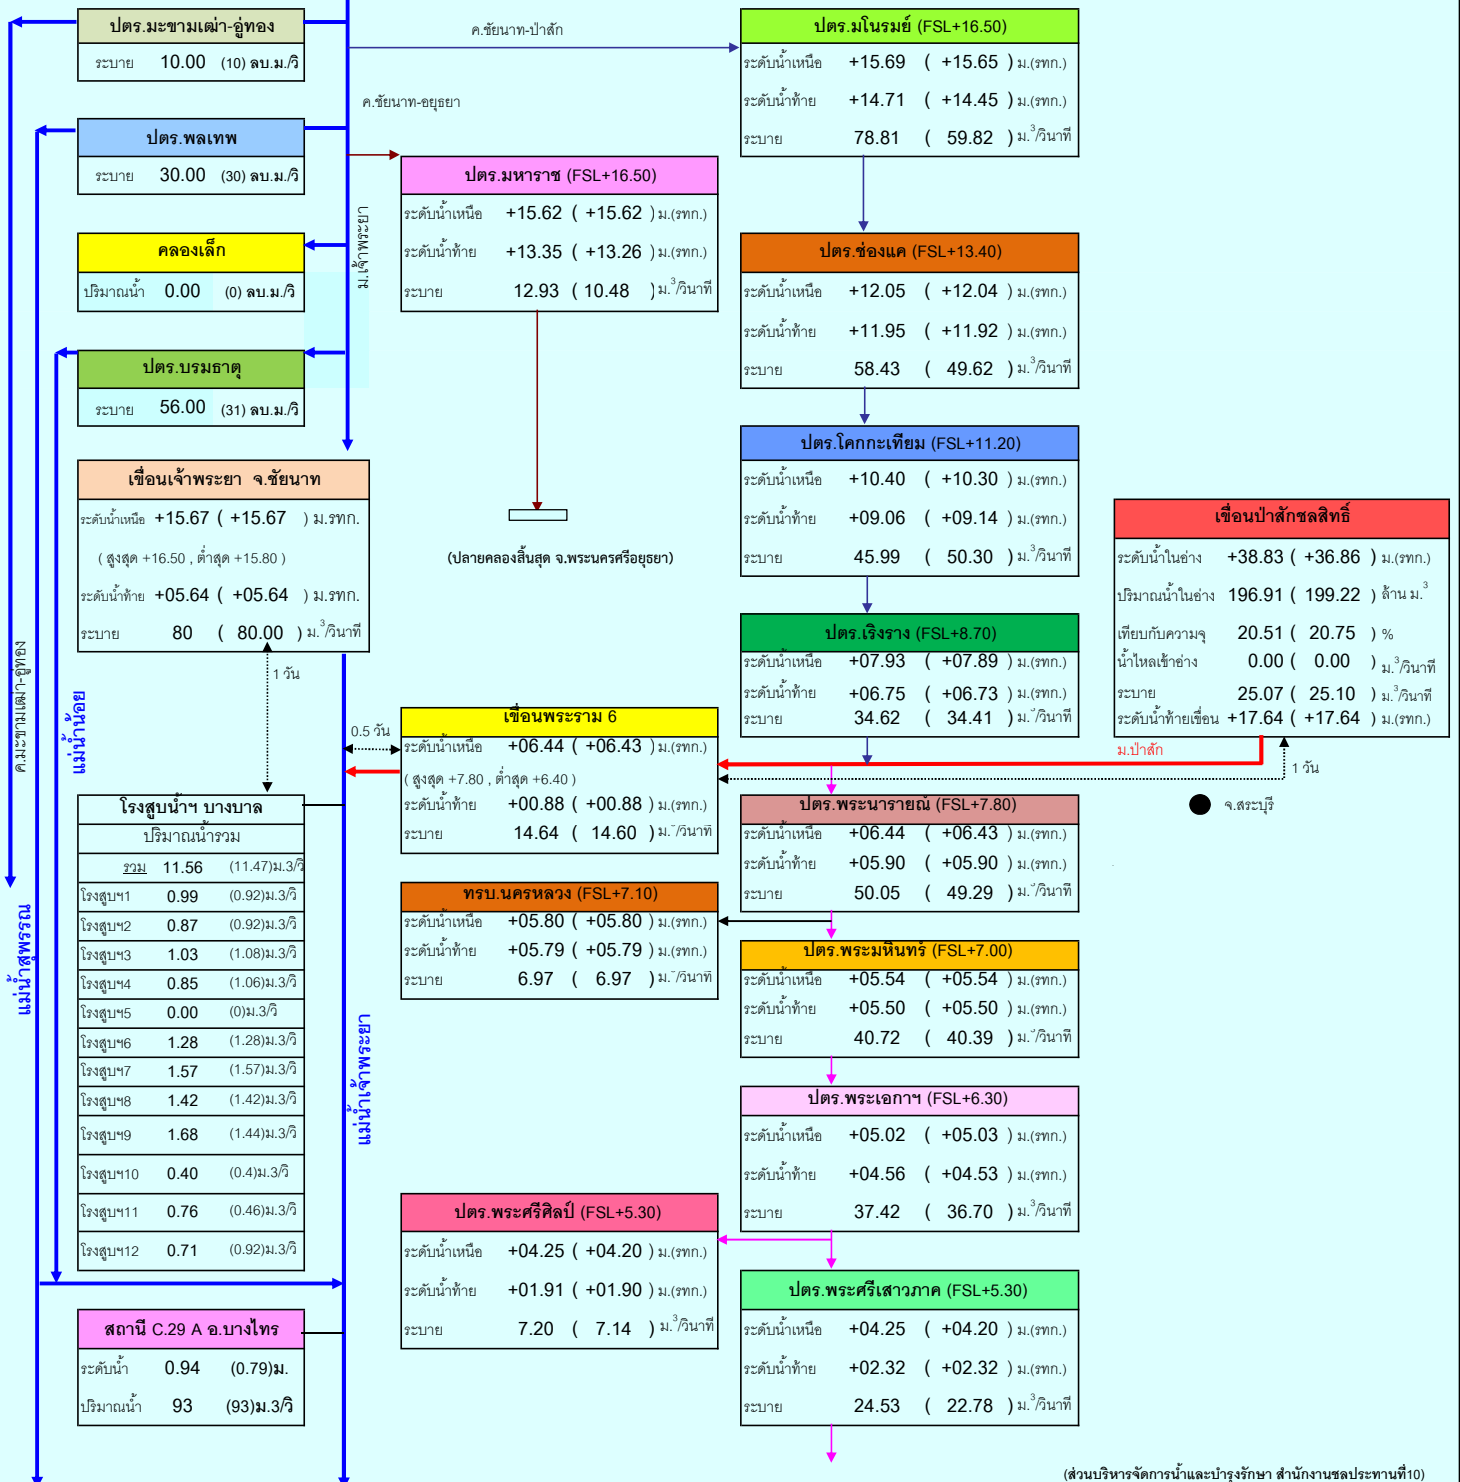 ปตร.มะขามเฒ่า-อู่ทอง
ระบาย 10.00 (10) ลบ.ม./วิ
ปตร.พลเทพ
ระบาย 30.00 (30) ลบ.ม./วิ
คลองเล็ก
ปริมาณน้ำ 0.00 (0) ลบ.ม./วิ
ปตร.บรมธาตุ
ระบาย 56.00 (31) ลบ.ม./วิ
เขื่อนเจ้าพระยา จ.ชัยนาท
ระดับน้ำเหนือ +15.67 ( +15.67 ) ม.รทก.
( สูงสุด +16.50 , ต่ำสุด +15.80 )
ระดับน้ำท้าย +05.64 ( +05.64 ) ม.รทก.
ระบาย 80 ( 80.00 ) ม.³/วินาที
1 วัน
ค.มะขามเฒ่า-อู่ทอง
แม่น้ำน้อย
แม่น้ำสุพรรณ
ม.เจ้าพระยา
แม่น้ำเจ้าพระยา
โรงสูบน้ำฯ บางบาล
ปริมาณน้ำรวม
รวม 11.56 (11.47)ม.3/วิ
โรงสูบฯ1 0.99 (0.92)ม.3/วิ
โรงสูบฯ2 0.87 (0.92)ม.3/วิ
โรงสูบฯ3 1.03 (1.08)ม.3/วิ
โรงสูบฯ4 0.85 (1.06)ม.3/วิ
โรงสูบฯ5 0.00 (0)ม.3/วิ
โรงสูบฯ6 1.28 (1.28)ม.3/วิ
โรงสูบฯ7 1.57 (1.57)ม.3/วิ
โรงสูบฯ8 1.42 (1.42)ม.3/วิ
โรงสูบฯ9 1.68 (1.44)ม.3/วิ
โรงสูบฯ10 0.40 (0.4)ม.3/วิ
โรงสูบฯ11 0.76 (0.46)ม.3/วิ
โรงสูบฯ12 0.71 (0.92)ม.3/วิ
สถานี C.29 A อ.บางไทร
ระดับน้ำ 0.94 (0.79)ม.
ปริมาณน้ำ 93 (93)ม.3/วิ
ค.ชัยนาท-ป่าสัก
ค.ชัยนาท-อยุธยา
ปตร.มหาราช (FSL+16.50)
ระดับน้ำเหนือ +15.62 ( +15.62 ) ม.(รทก.)
ระดับน้ำท้าย +13.35 ( +13.26 ) ม.(รทก.)
ระบาย 12.93 ( 10.48 ) ม.³/วินาที
(ปลายคลองสิ้นสุด จ.พระนครศรีอยุธยา)
0.5 วัน
เขื่อนพระราม 6
ระดับน้ำเหนือ +06.44 ( +06.43 ) ม.(รทก.)
( สูงสุด +7.80 , ต่ำสุด +6.40 )
ระดับน้ำท้าย +00.88 ( +00.88 ) ม.(รทก.)
ระบาย 14.64 ( 14.60 ) ม.³/วินาที
ทรบ.นครหลวง (FSL+7.10)
ระดับน้ำเหนือ +05.80 ( +05.80 ) ม.(รทก.)
ระดับน้ำท้าย +05.79 ( +05.79 ) ม.(รทก.)
ระบาย 6.97 ( 6.97 ) ม.³/วินาที
ปตร.พระศรีศิลป์ (FSL+5.30)
ระดับน้ำเหนือ +04.25 ( +04.20 ) ม.(รทก.)
ระดับน้ำท้าย +01.91 ( +01.90 ) ม.(รทก.)
ระบาย 7.20 ( 7.14 ) ม.³/วินาที
ปตร.มโนรมย์ (FSL+16.50)
ระดับน้ำเหนือ +15.69 ( +15.65 ) ม.(รทก.)
ระดับน้ำท้าย +14.71 ( +14.45 ) ม.(รทก.)
ระบาย 78.81 ( 59.82 ) ม.³/วินาที
ปตร.ช่องแค (FSL+13.40)
ระดับน้ำเหนือ +12.05 ( +12.04 ) ม.(รทก.)
ระดับน้ำท้าย +11.95 ( +11.92 ) ม.(รทก.)
ระบาย 58.43 ( 49.62 ) ม.³/วินาที
ปตร.โคกกะเทียม (FSL+11.20)
ระดับน้ำเหนือ +10.40 ( +10.30 ) ม.(รทก.)
ระดับน้ำท้าย +09.06 ( +09.14 ) ม.(รทก.)
ระบาย 45.99 ( 50.30 ) ม.³/วินาที
ปตร.เริงราง (FSL+8.70)
ระดับน้ำเหนือ +07.93 ( +07.89 ) ม.(รทก.)
ระดับน้ำท้าย +06.75 ( +06.73 ) ม.(รทก.)
ระบาย 34.62 ( 34.41 ) ม.³/วินาที
ปตร.พระนารายณ์ (FSL+7.80)
ระดับน้ำเหนือ +06.44 ( +06.43 ) ม.(รทก.)
ระดับน้ำท้าย +05.90 ( +05.90 ) ม.(รทก.)
ระบาย 50.05 ( 49.29 ) ม.³/วินาที
ปตร.พระมหินทร์ (FSL+7.00)
ระดับน้ำเหนือ +05.54 ( +05.54 ) ม.(รทก.)
ระดับน้ำท้าย +05.50 ( +05.50 ) ม.(รทก.)
ระบาย 40.72 ( 40.39 ) ม.³/วินาที
ปตร.พระเอกาฯ (FSL+6.30)
ระดับน้ำเหนือ +05.02 ( +05.03 ) ม.(รทก.)
ระดับน้ำท้าย +04.56 ( +04.53 ) ม.(รทก.)
ระบาย 37.42 ( 36.70 ) ม.³/วินาที
ปตร.พระศรีเสาวภาค (FSL+5.30)
ระดับน้ำเหนือ +04.25 ( +04.20 ) ม.(รทก.)
ระดับน้ำท้าย +02.32 ( +02.32 ) ม.(รทก.)
ระบาย 24.53 ( 22.78 ) ม.³/วินาที
เขื่อนป่าสักชลสิทธิ์
ระดับน้ำในอ่าง +38.83 ( +36.86 ) ม.(รทก.)
ปริมาณน้ำในอ่าง 196.91 ( 199.22 ) ล้าน ม.³
เทียบกับความจุ 20.51 ( 20.75 ) %
น้ำไหลเข้าอ่าง 0.00 ( 0.00 ) ม.³/วินาที
ระบาย 25.07 ( 25.10 ) ม.³/วินาที
ระดับน้ำท้ายเขื่อน +17.64 ( +17.64 ) ม.(รทก.)
ม.ป่าสัก
1 วัน
จ.สระบุรี
(ส่วนบริหารจัดการน้ำและบำรุงรักษา สำนักงานชลประทานที่10)